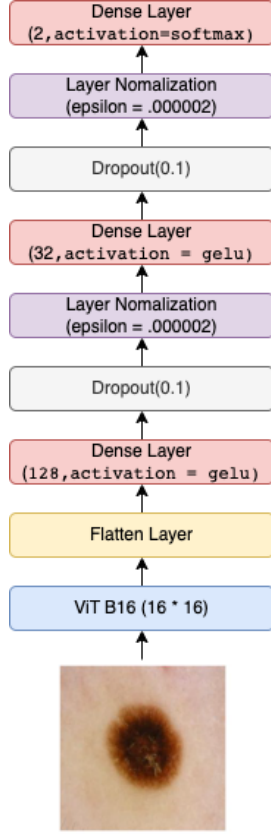 Dense Layer
(2,activation=softmax)
Layer Nomalization
(epsilon = .000002)
Dropout(0.1)
Dense Layer
(32,activation = gelu)
Layer Nomalization
(epsilon = .000002)
Dropout(0.1)
Dense Layer
(128,activation = gelu)
Flatten Layer
ViT B16 (16 * 16)